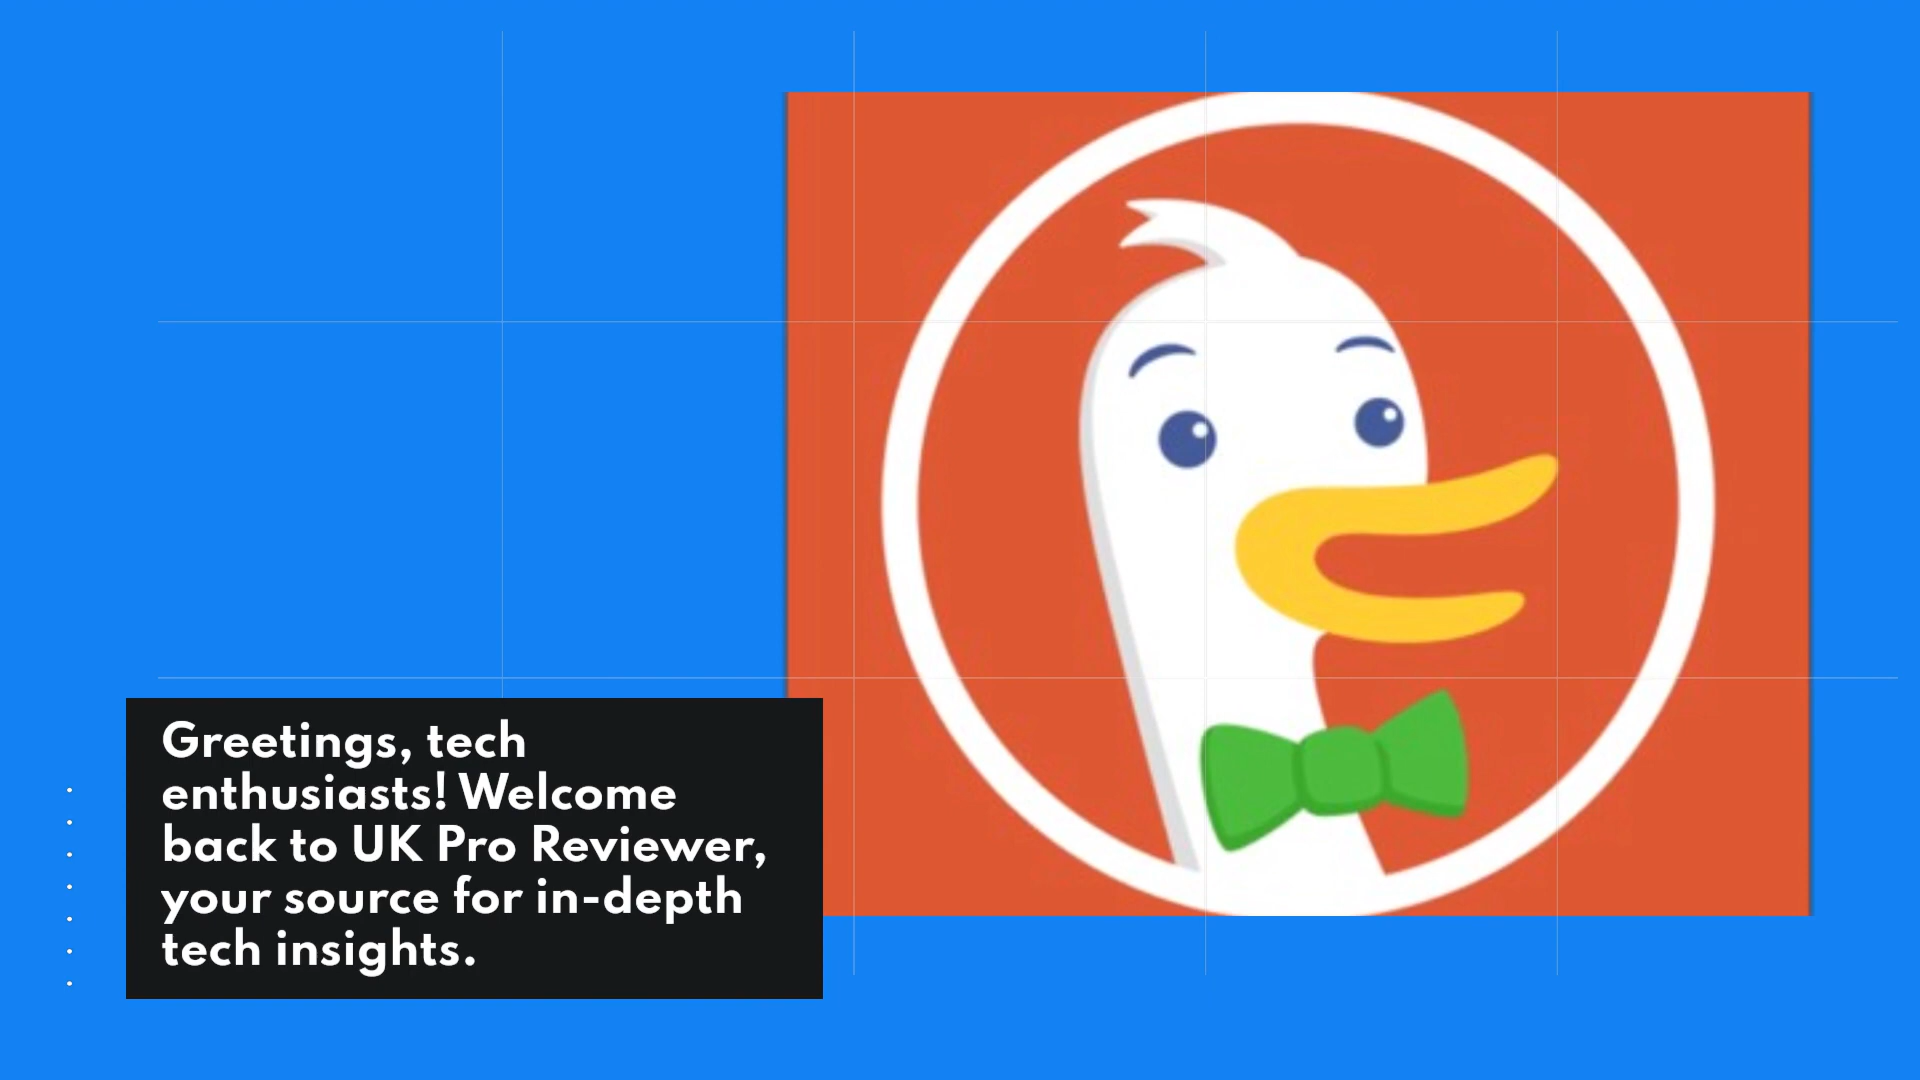 Greetings, tech
enthusiasts! Welcome
back to UK Pro Reviewer,
your source for in-depth
tech insights.